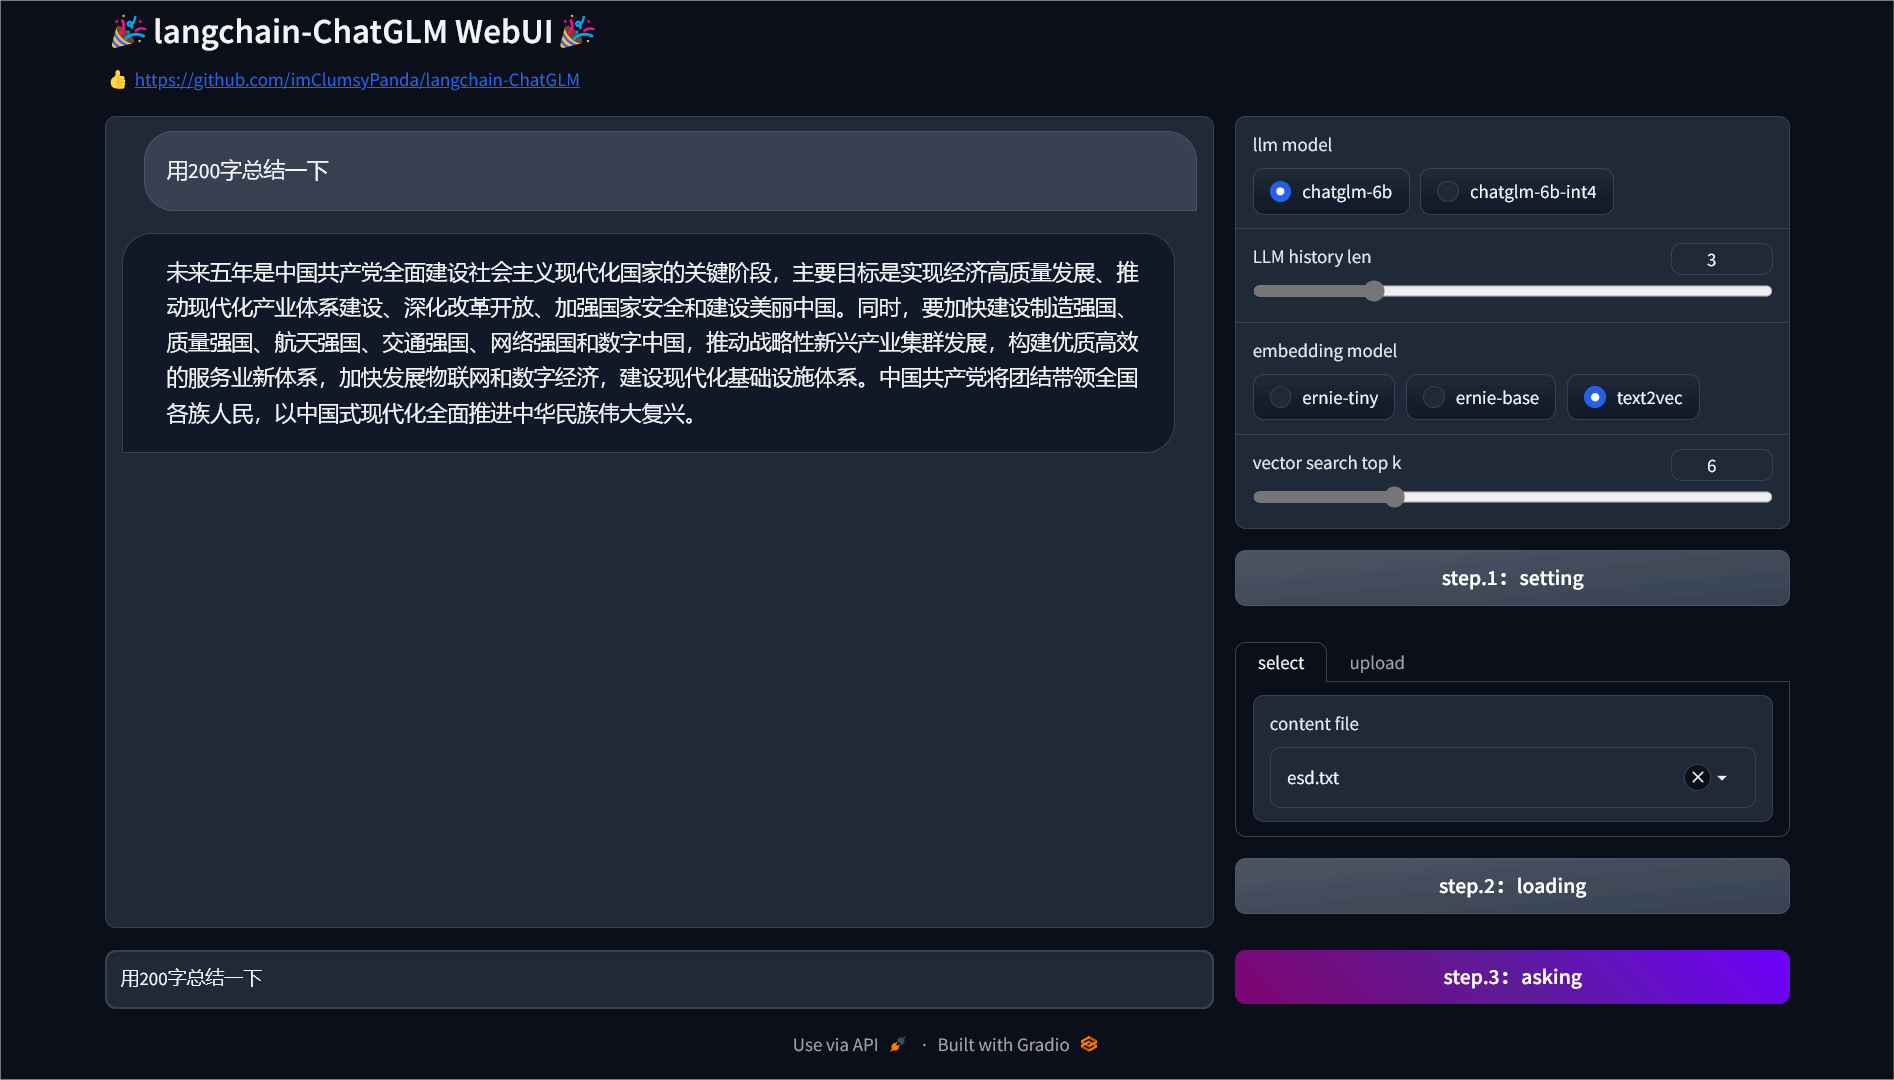 🎉 langchain-ChatGLM WebUI 🎉
👍 https://github.com/imClumsyPanda/langchain-ChatGLM
用200字总结一下
未来五年是中国共产党全面建设社会主义现代化国家的关键阶段，主要目标是实现经济高质量发展、推
动现代化产业体系建设、深化改革开放、加强国家安全和建设美丽中国。同时，要加快建设制造强国、
质量强国、航天强国、交通强国、网络强国和数字中国，推动战略性新兴产业集群发展，构建优质高效
的服务业新体系，加快发展物联网和数字经济，建设现代化基础设施体系。中国共产党将团结带领全国
各族人民，以中国式现代化全面推进中华民族伟大复兴。
用200字总结一下
llm model
chatglm-6b chatglm-6b-int4
LLM history len 3
embedding model
ernie-tiny ernie-base text2vec
vector search top k 6
step.1：setting
select upload
content file
esd.txt
step.2：loading
step.3：asking
Use via API · Built with Gradio